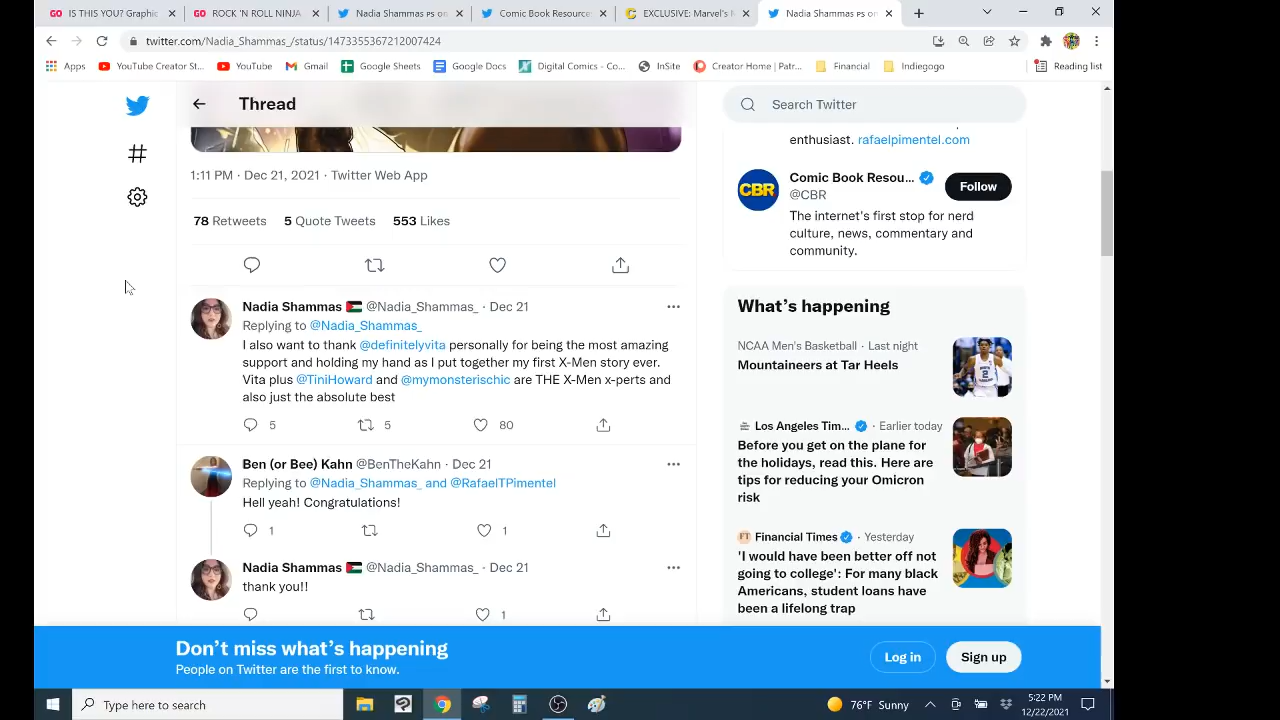 GO IS THIS YOU? Graphic
GO ROCK 'N ROLL NINJA
Nadia Shammas on
Comic Book Resource
EXCLUSIVE: Marvel's
Nadia Shammas on
twitter.com/Nadia_Shammas_/status/1473355367212007424
Apps
YouTube Creator St...
YouTube
Gmail
Google Sheets
Google Docs
Digital Comics - Co...
InSite
Creator Home | Patr...
Financial
Indiegogo
Reading list
Thread
1:11 PM · Dec 21, 2021 · Twitter Web App
78 Retweets 5 Quote Tweets 553 Likes
Nadia Shammas @Nadia_Shammas_ · Dec 21
Replying to @Nadia_Shammas_
I also want to thank @definitelyvita personally for being the most amazing
support and holding my hand as I put together my first X-Men story ever.
Vita plus @TiniHoward and @mymonsterischic are THE X-Men x-perts and
also just the absolute best
5 5 80
Ben (or Bee) Kahn @BenTheKahn · Dec 21
Replying to @Nadia_Shammas_ and @RafaelTPimentel
Hell yeah! Congratulations!
1 1
Nadia Shammas @Nadia_Shammas_ · Dec 21
thank you!!
1
Search Twitter
enthusiast. rafaelpimentel.com
CBR
Comic Book Resou...
@CBR
Follow
The internet's first stop for nerd
culture, news, commentary and
community.
What's happening
NCAA Men's Basketball · Last night
Mountaineers at Tar Heels
Los Angeles Tim... · Earlier today
Before you get on the plane for
the holidays, read this. Here are
tips for reducing your Omicron
risk
FT Financial Times · Yesterday
'I would have been better off not
going to college': For many black
Americans, student loans have
been a lifelong trap
Don't miss what's happening
People on Twitter are the first to know.
Log in
Sign up
Type here to search
76°F Sunny
5:22 PM
12/22/2021